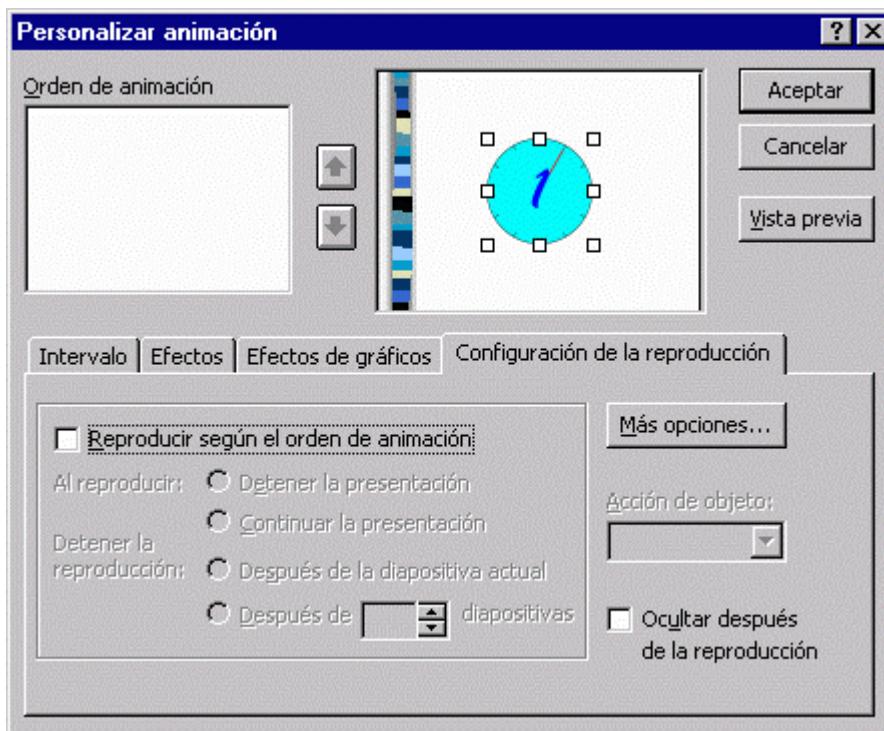 Personalizar animación
Orden de animación
Aceptar
Cancelar
Vista previa
1
Intervalo
Efectos
Efectos de gráficos
Configuración de la reproducción
Reproducir según el orden de animación
Más opciones...
Al reproducir:
Detener la presentación
Continuar la presentación
Detener la
reproducción:
Después de la diapositiva actual
Después de
diapositivas
Acción de objeto:
Ocultar después
de la reproducción